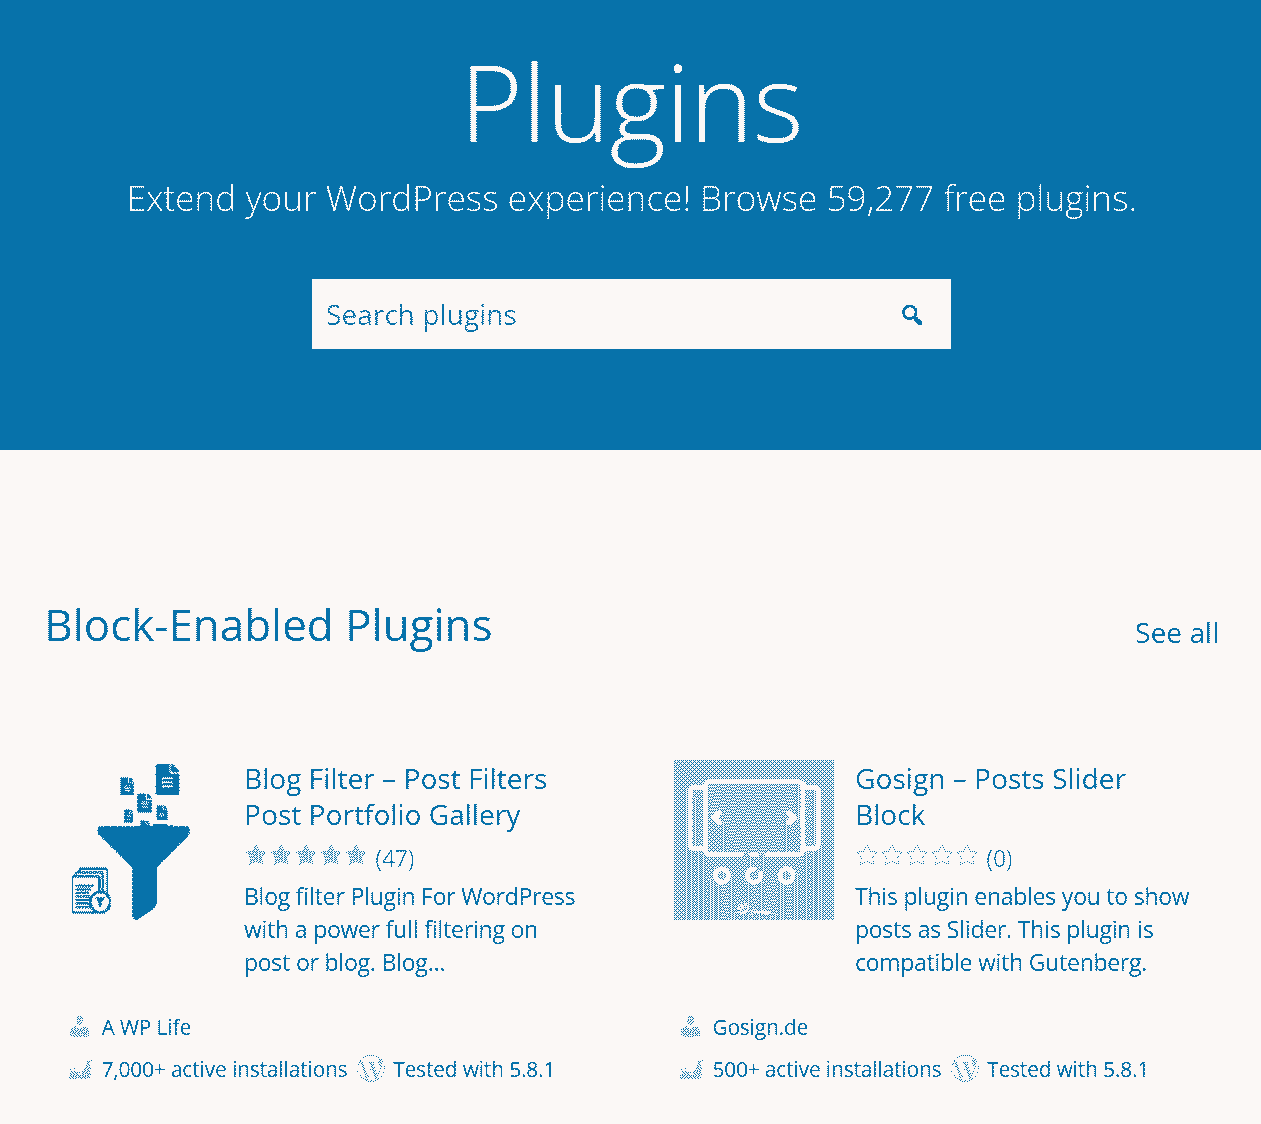 Plugins
Extend your WordPress experience! Browse 59,277 free plugins.
Search plugins
Block-Enabled Plugins
See all
Blog Filter – Post Filters
Post Portfolio Gallery
(47)
Blog filter Plugin For WordPress
with a power full filtering on
post or blog. Blog...
A WP Life
7,000+ active installations
Tested with 5.8.1
Gosign – Posts Slider
Block
(0)
This plugin enables you to show
posts as Slider. This plugin is
compatible with Gutenberg.
Gosign.de
500+ active installations
Tested with 5.8.1